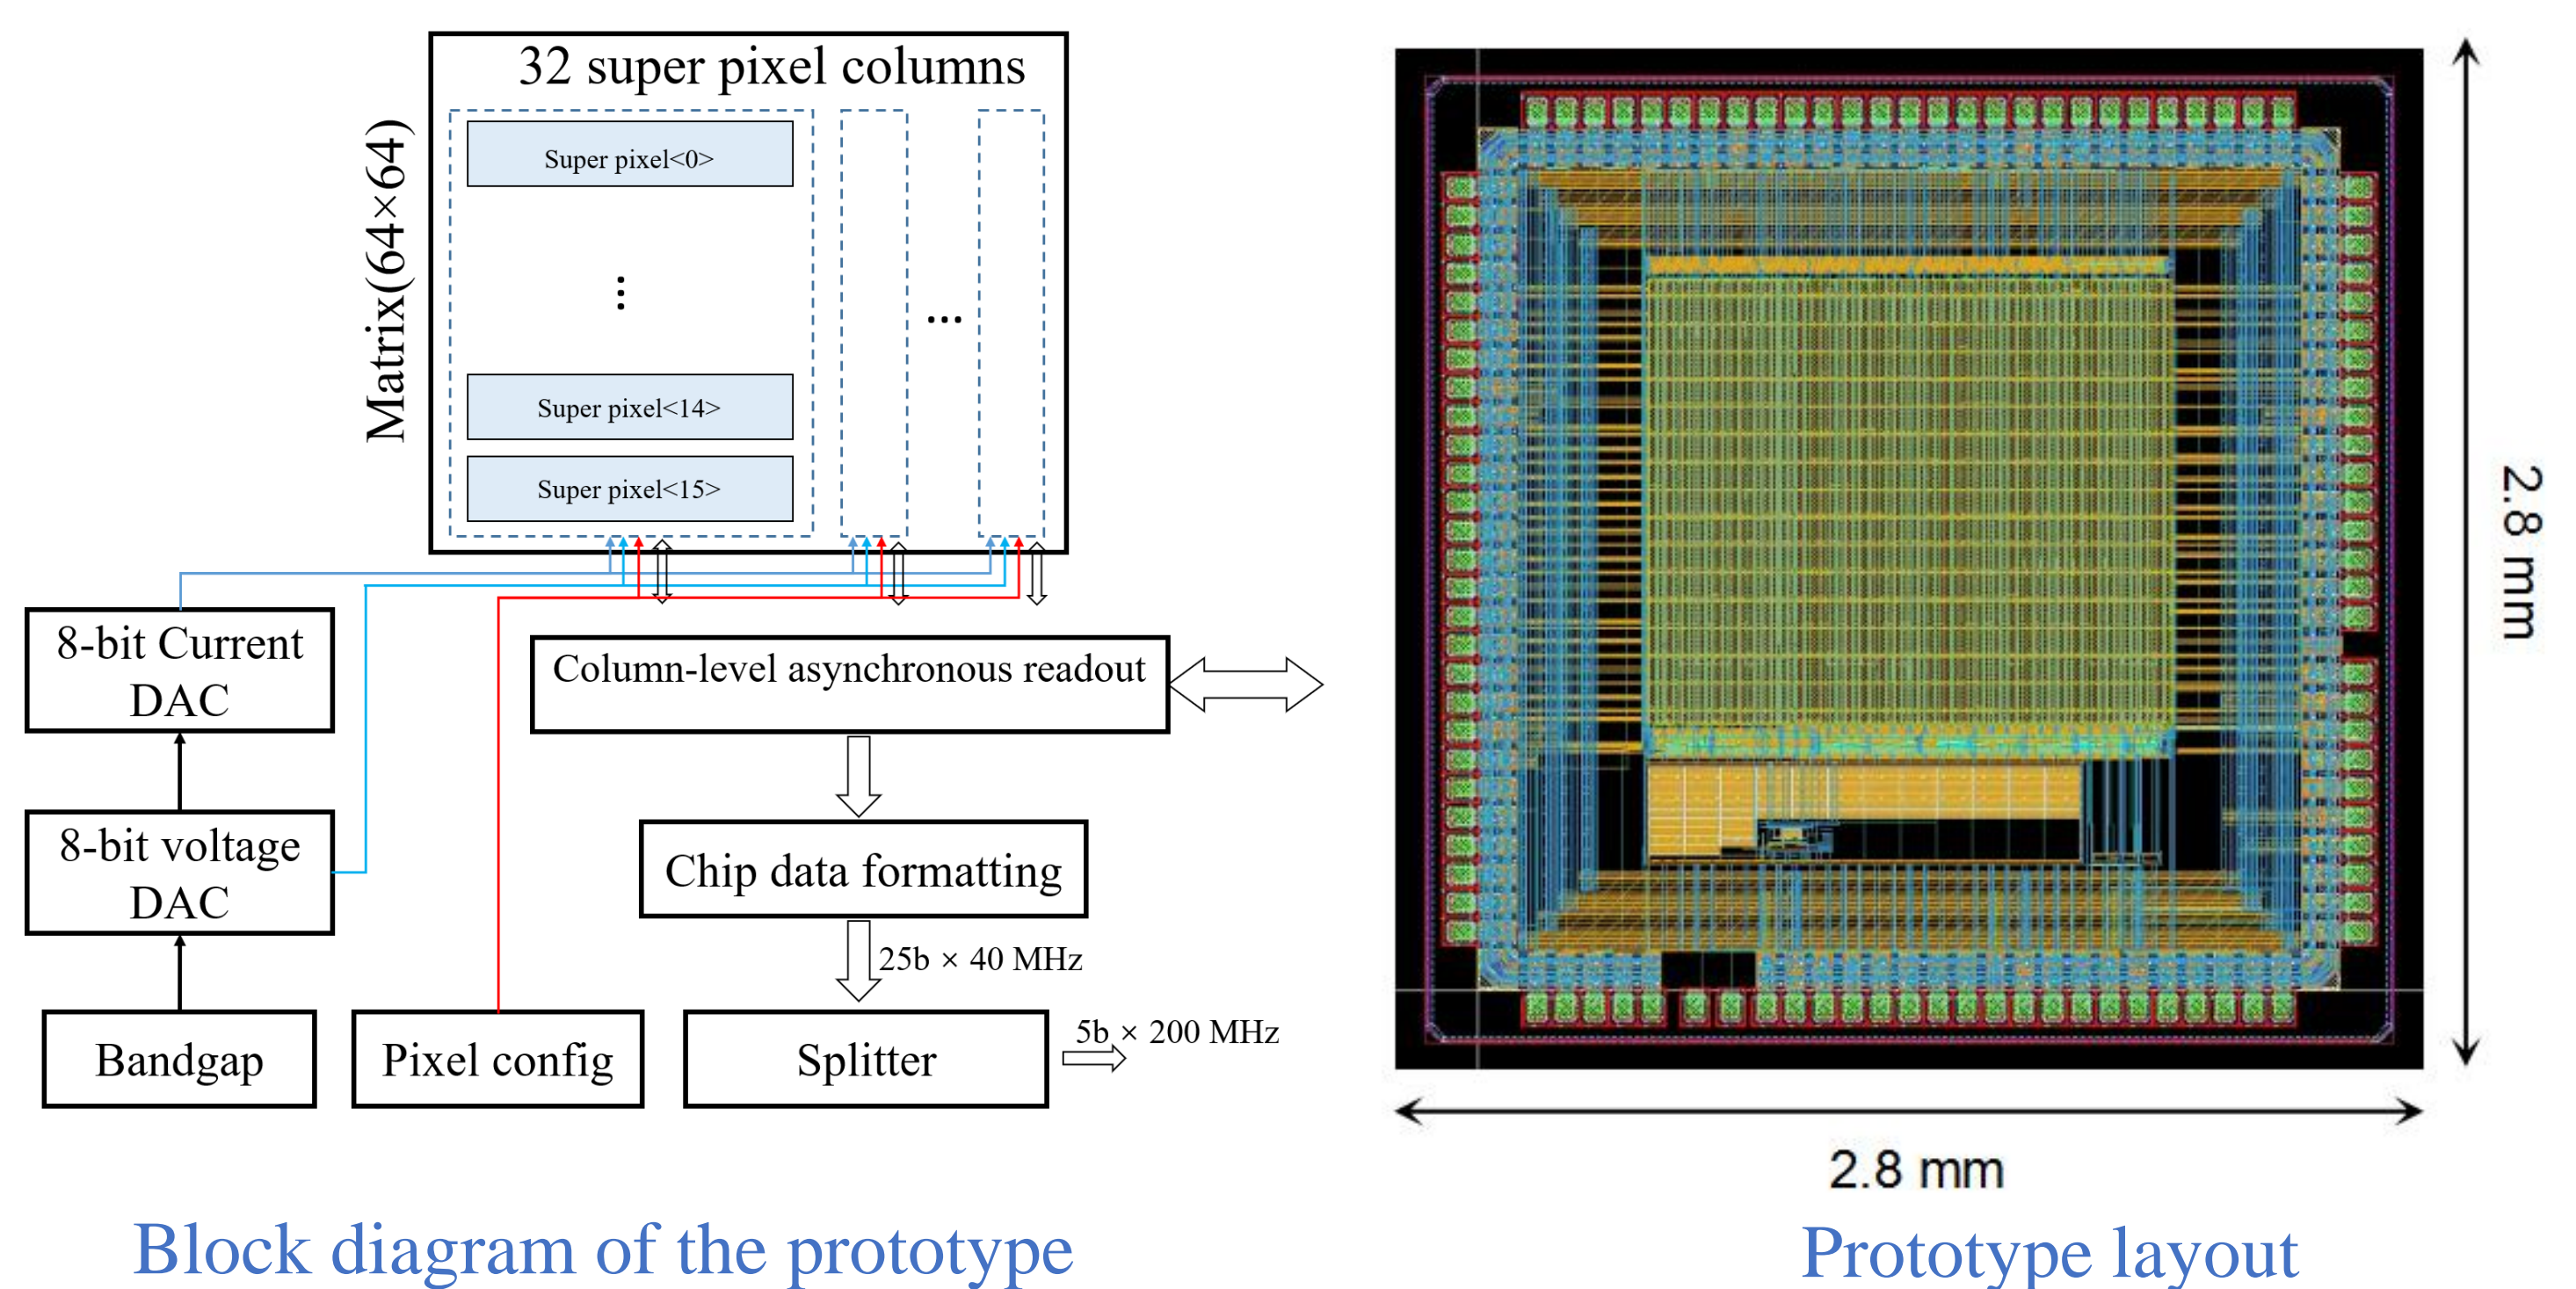 32 super pixel columns
Matrix(64×64)
Super pixel<0>
⋮
Super pixel<14>
Super pixel<15>
...
8-bit Current
DAC
8-bit voltage
DAC
Bandgap
Pixel config
Column-level asynchronous readout
Chip data formatting
25b × 40 MHz
Splitter
5b × 200 MHz
Block diagram of the prototype
2.8 mm
2.8 mm
Prototype layout